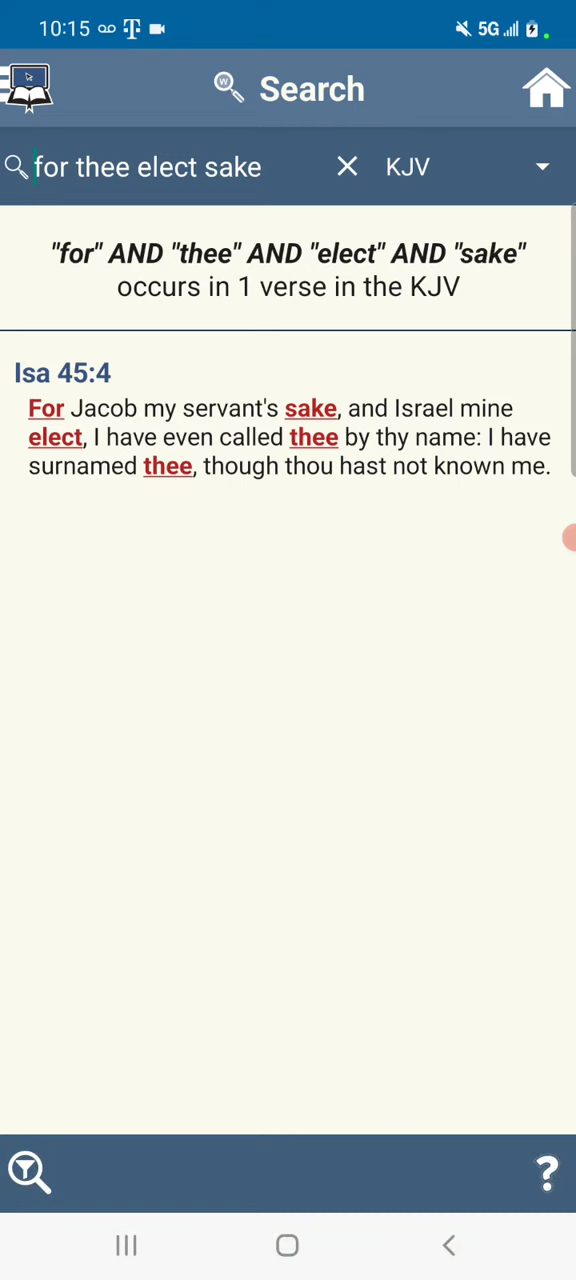 10:15
5G
W
Search
for thee elect sake
KJV
"for" AND "thee" AND "elect" AND "sake"
occurs in 1 verse in the KJV
Isa 45:4
For Jacob my servant's sake, and Israel mine
elect, I have even called thee by thy name: I have
surnamed thee, though thou hast not known me.
?